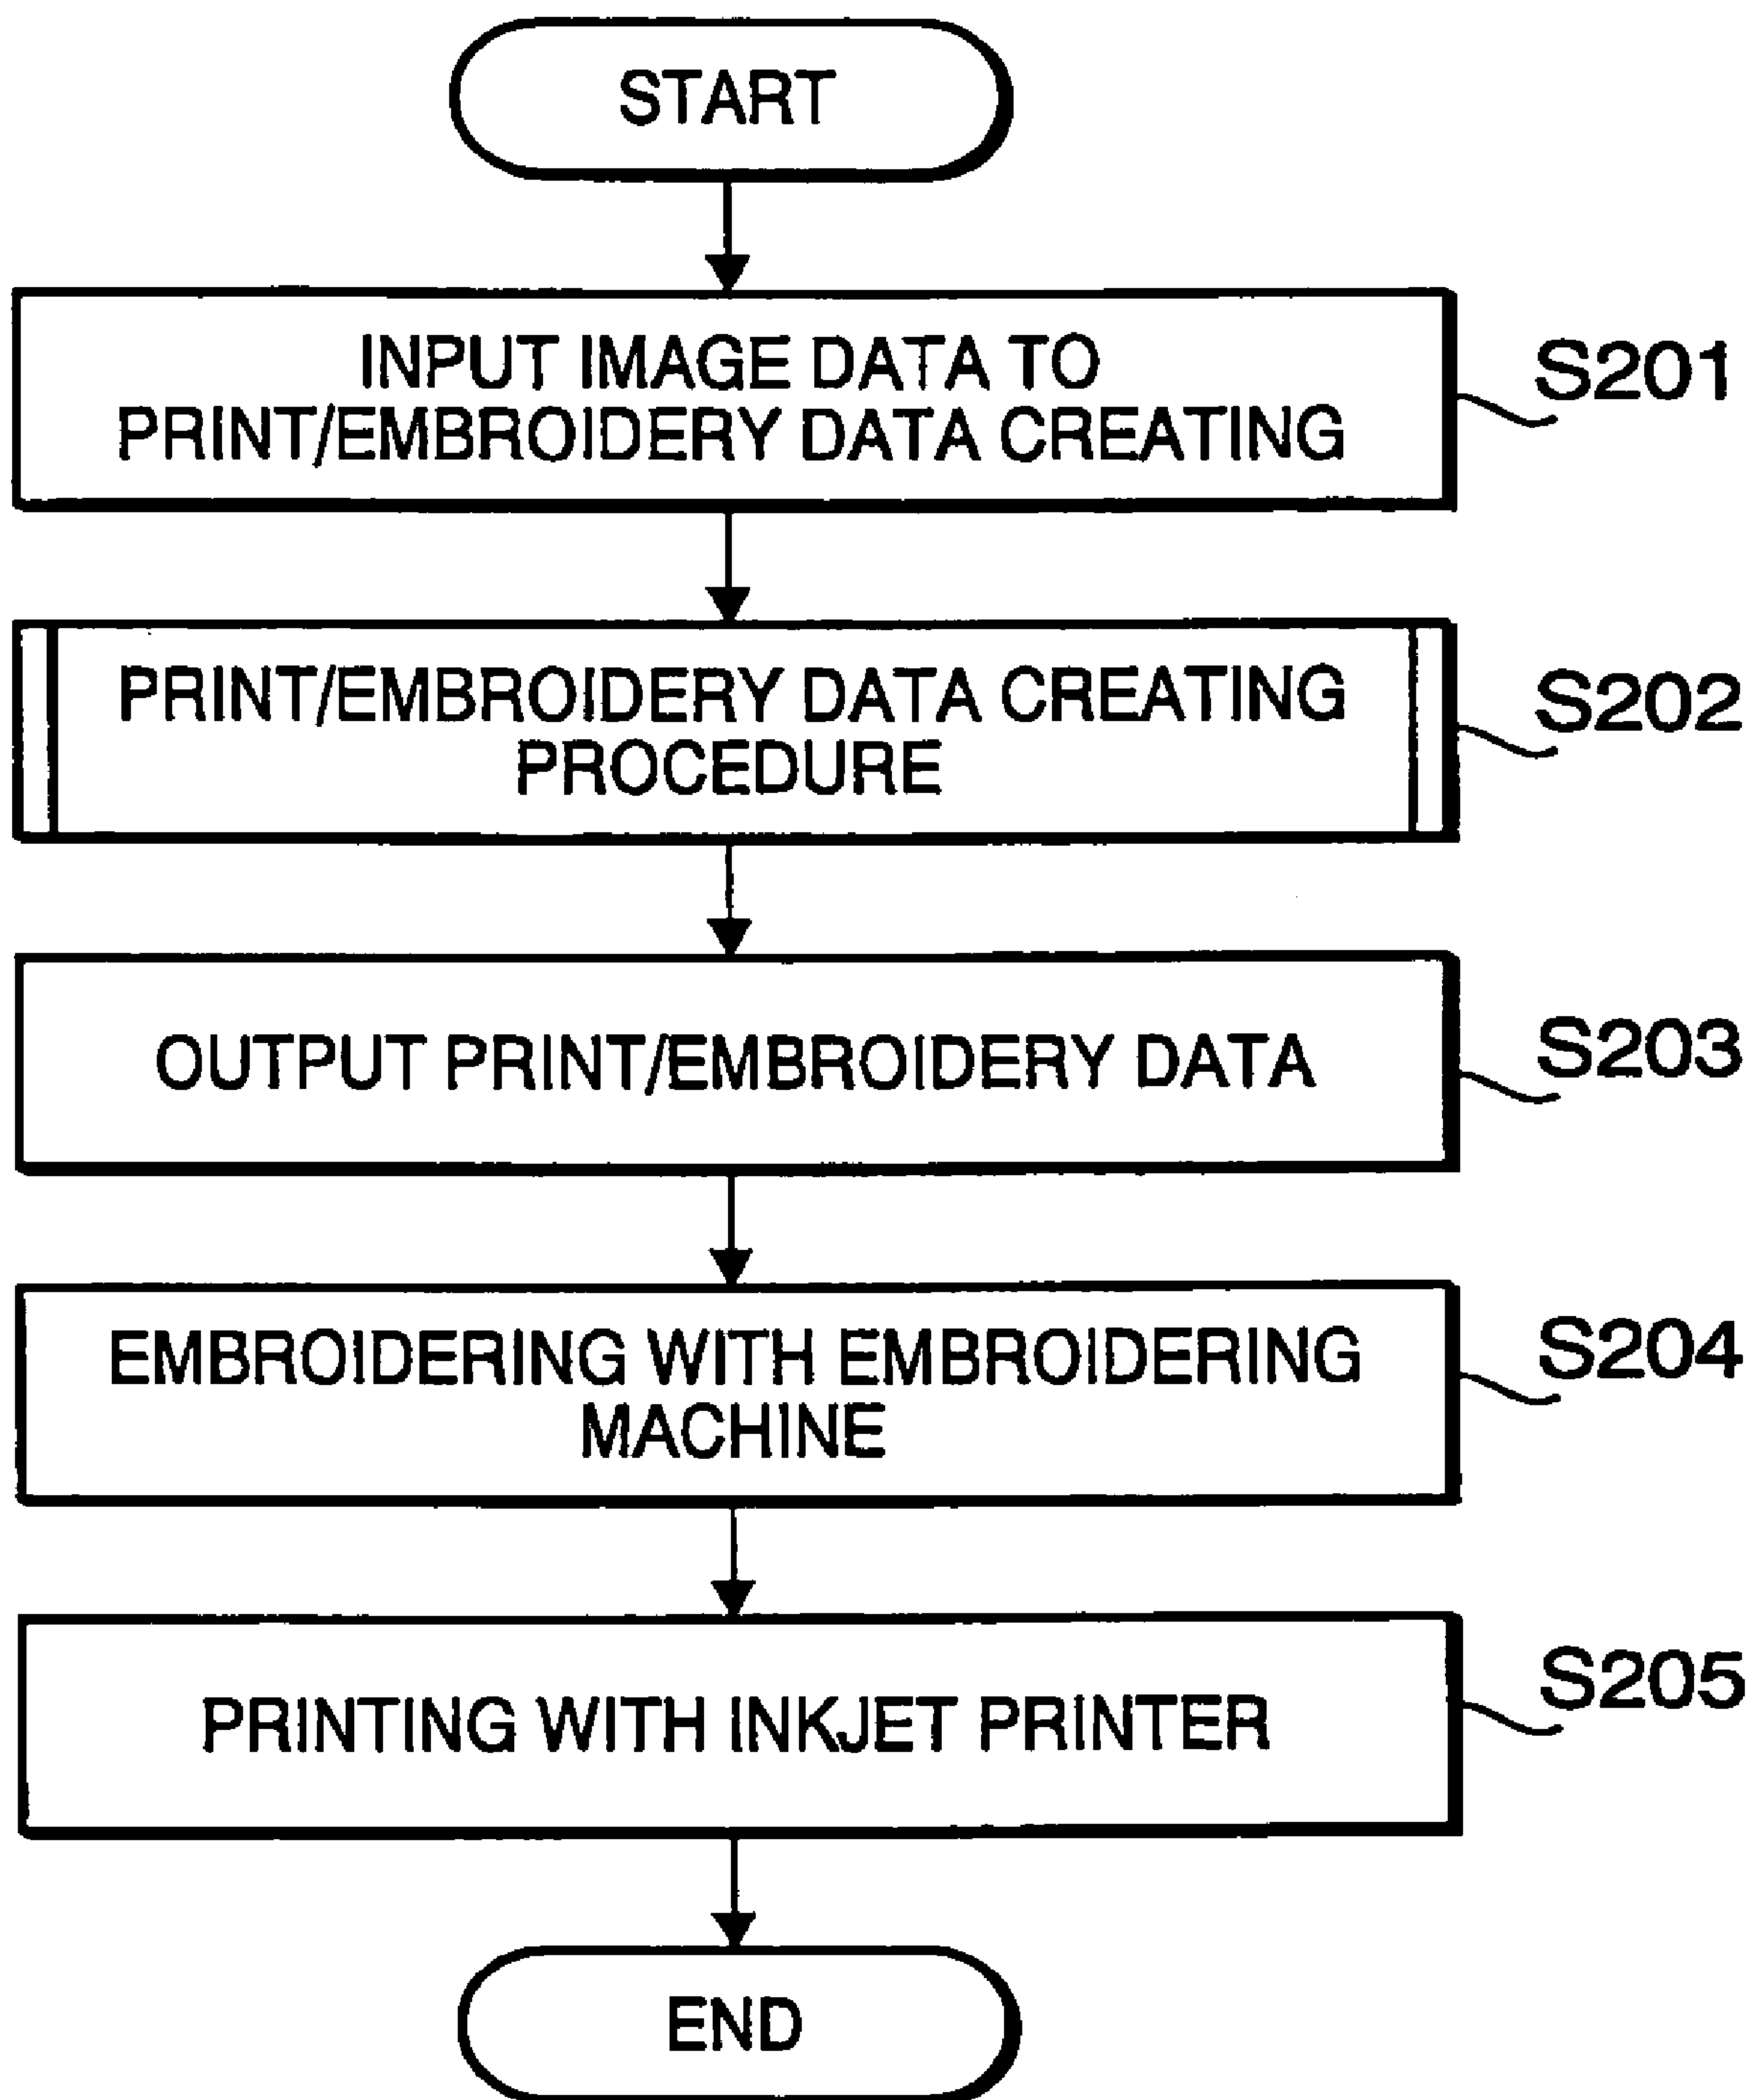 START
INPUT IMAGE DATA TO
PRINT/EMBROIDERY DATA CREATING
S201
PRINT/EMBROIDERY DATA CREATING
PROCEDURE
S202
OUTPUT PRINT/EMBROIDERY DATA
S203
EMBROIDERING WITH EMBROIDERING
MACHINE
S204
PRINTING WITH INKJET PRINTER
S205
END